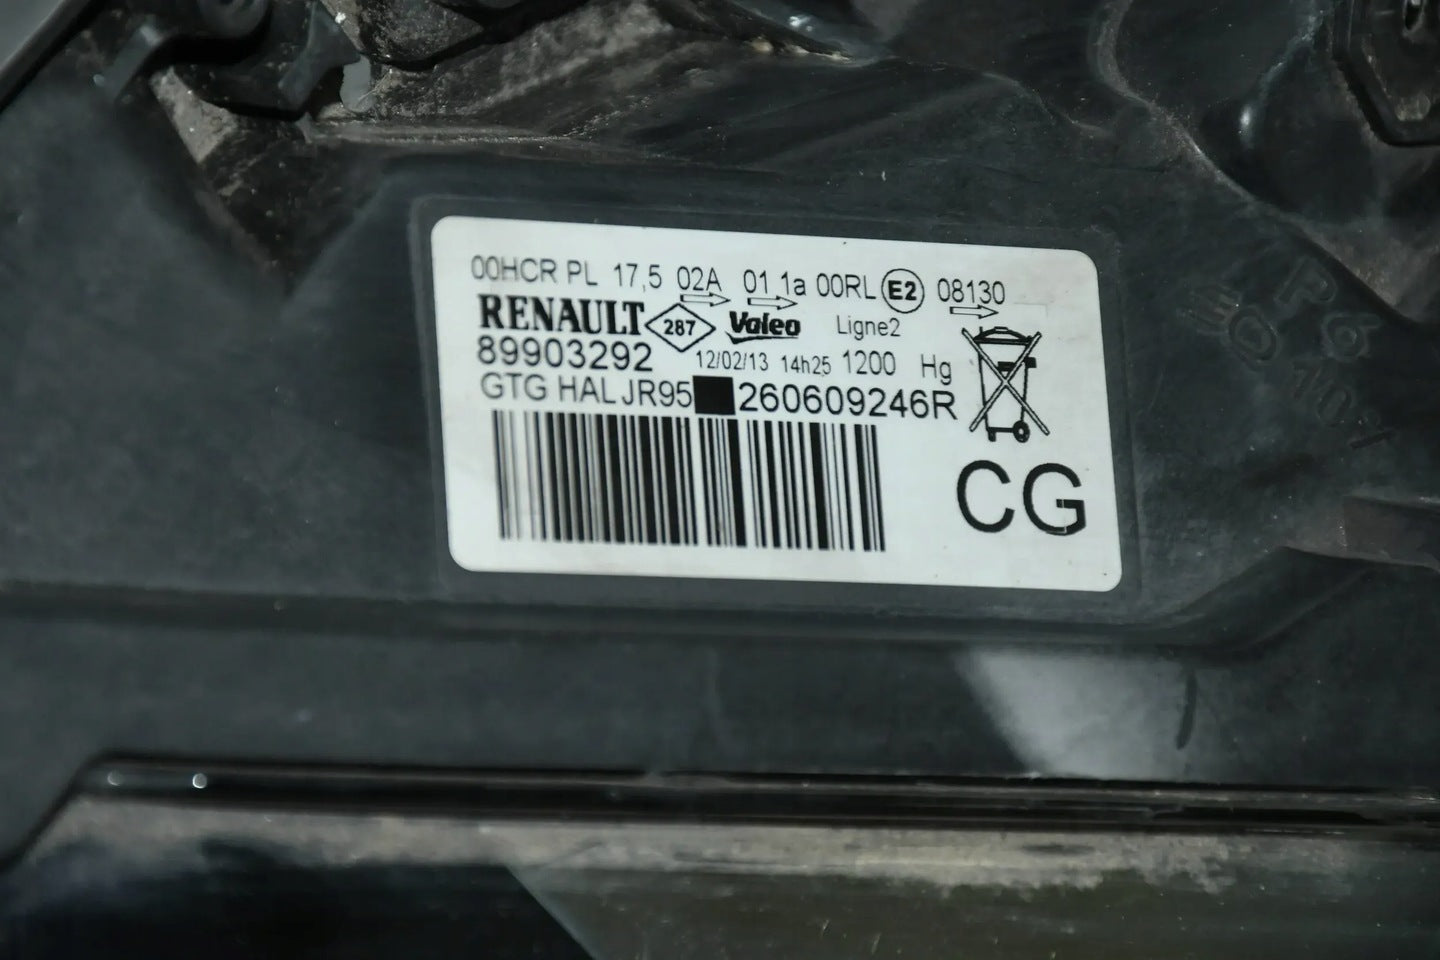 00HCR PL 17,5 02A 01 1a 00RL E2 08130
RENAULT 287 Valeo Ligne2
89903292 12/02/13 14h25 1200 Hg
GTG HAL JR95 260609246R
CG